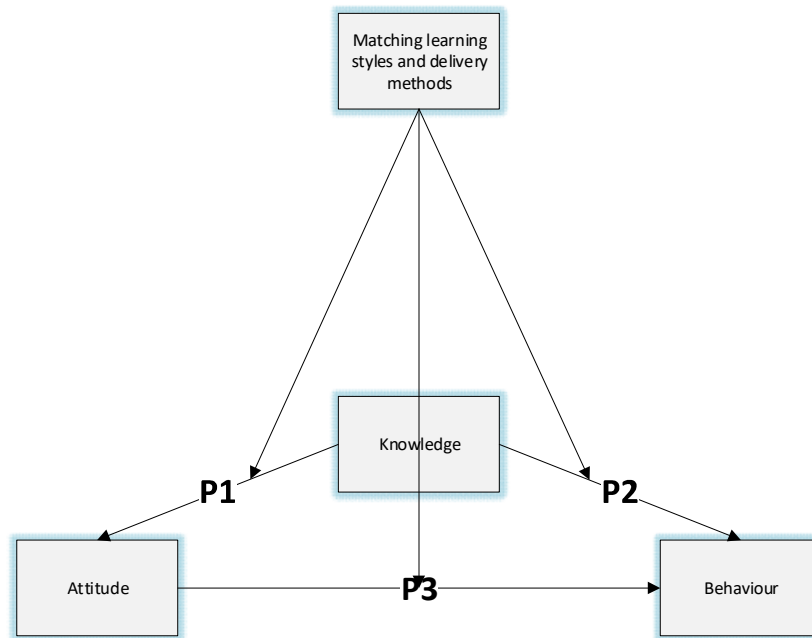 Matching learning
styles and delivery
methods
Knowledge
P1
P2
Attitude
P3
Behaviour